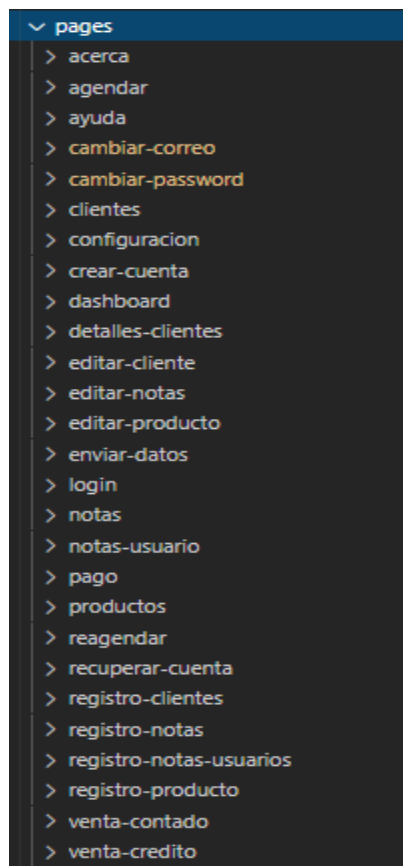 pages
acerca
agendar
ayuda
cambiar-correo
cambiar-password
clientes
configuracion
crear-cuenta
dashboard
detalles-clientes
editar-cliente
editar-notas
editar-producto
enviar-datos
login
notas
notas-usuario
pago
productos
reagendar
recuperar-cuenta
registro-clientes
registro-notas
registro-notas-usuarios
registro-producto
venta-contado
venta-credito